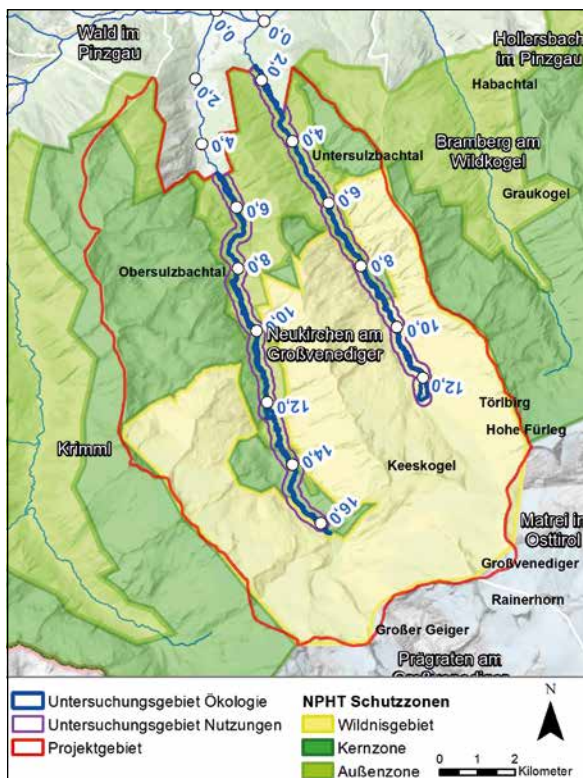 Wald im
Pinzgau
0,0
0,0
Hollersbach
im Pinzgau
2,0
2,0
Habachtal
4,0
4,0
Untersulzbachtal
Bramberg am
Wildkogel
Graukogel
6,0
6,0
Obersulzbachtal
8,0
8,0
10,0
10,0
Neukirchen am
Großvenediger
12,0
12,0
Törlbirg
Hohe Fürleg
Krimml
14,0
Keeskogel
16,0
Matrei in
Osttirol
Großvenediger
Rainerhorn
Großer Geiger
Prägraten am
Großvenediger
Untersuchungsgebiet Ökologie
Untersuchungsgebiet Nutzungen
Projektgebiet
NPHT Schutzzonen
Wildnisgebiet
Kernzone
Außenzone
N
0 1 2
Kilometer